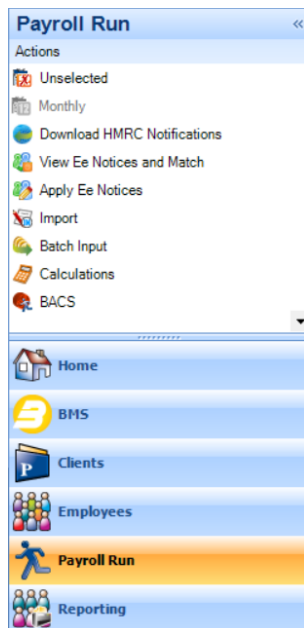 Payroll Run «
Actions
Unselected
Monthly
Download HMRC Notifications
View Ee Notices and Match
Apply Ee Notices
Import
Batch Input
Calculations
BACS
Home
BMS
Clients
Employees
Payroll Run
Reporting